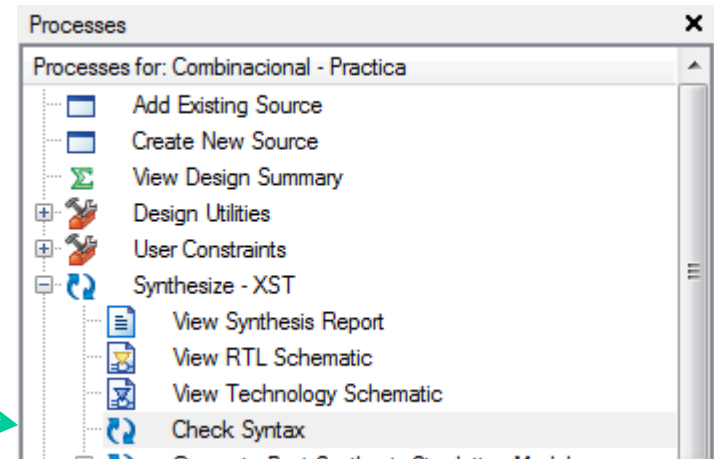 Processes
Processes for: Combinacional - Practica
Add Existing Source
Create New Source
View Design Summary
Design Utilities
User Constraints
Synthesize - XST
View Synthesis Report
View RTL Schematic
View Technology Schematic
Check Syntax